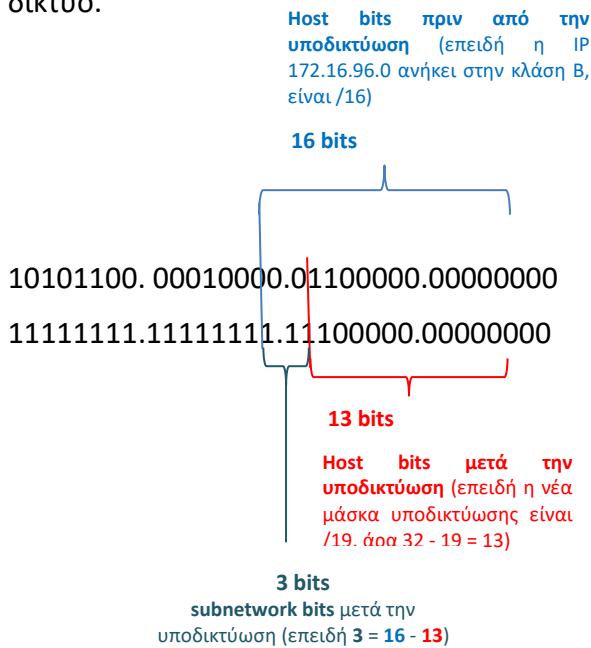 δίκτυο.
Host bits πριν από την
υποδικτύωση (επειδή η IP
172.16.96.0 ανήκει στην κλάση Β,
είναι /16)
16 bits
10101100. 00010000.01100000.00000000
11111111.11111111.11100000.00000000
13 bits
Host bits μετά την
υποδικτύωση (επειδή η νέα
μάσκα υποδικτύωσης είναι
/19, άρα 32 - 19 = 13)
3 bits
subnetwork bits μετά την
υποδικτύωση (επειδή 3 = 16 - 13)